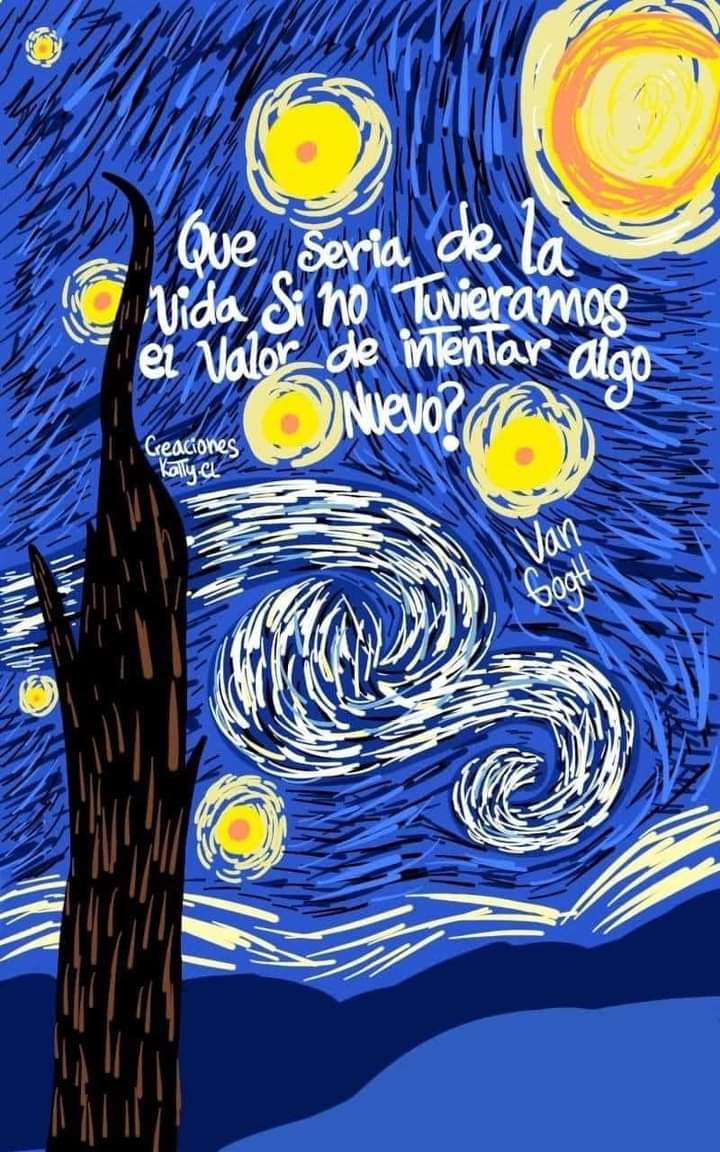 Que seria de la
Vida Si no Tuvieramos
el Valor de intentar algo
Nuevo?
Creaciones
Katty.cl
Van
Gogh